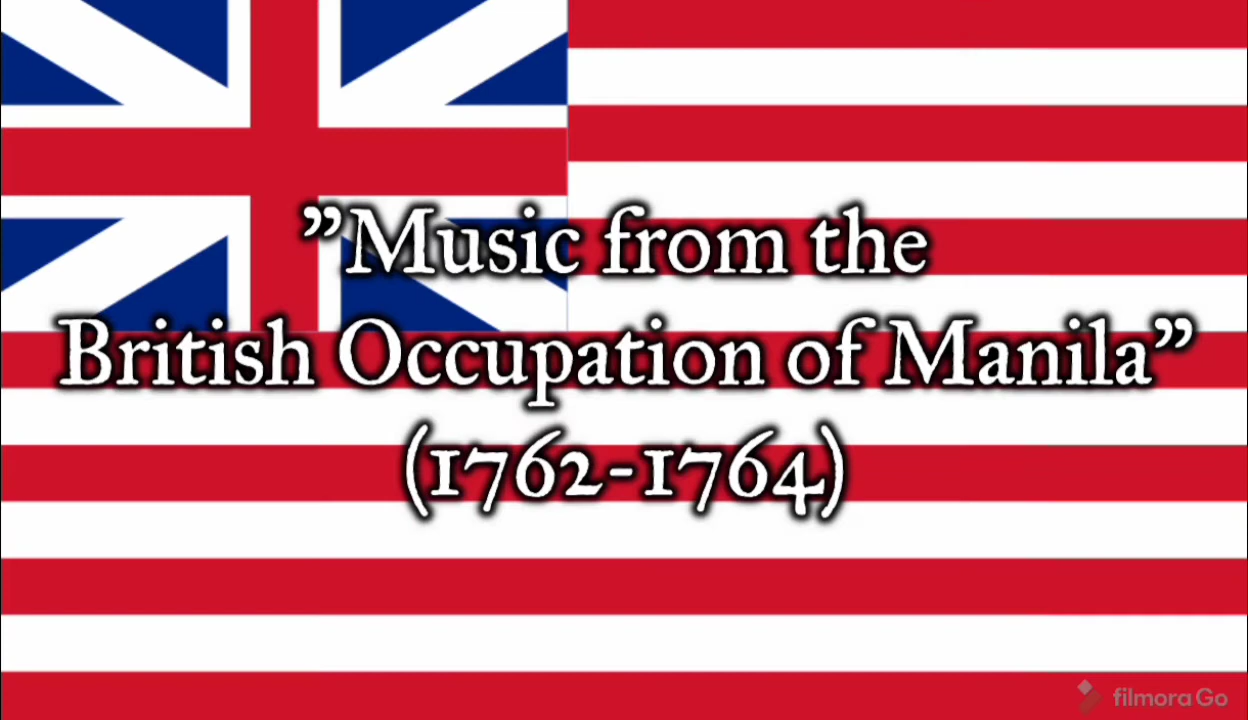 ”Music from the
British Occupation of Manila”
(1762-1764)
filmora Go